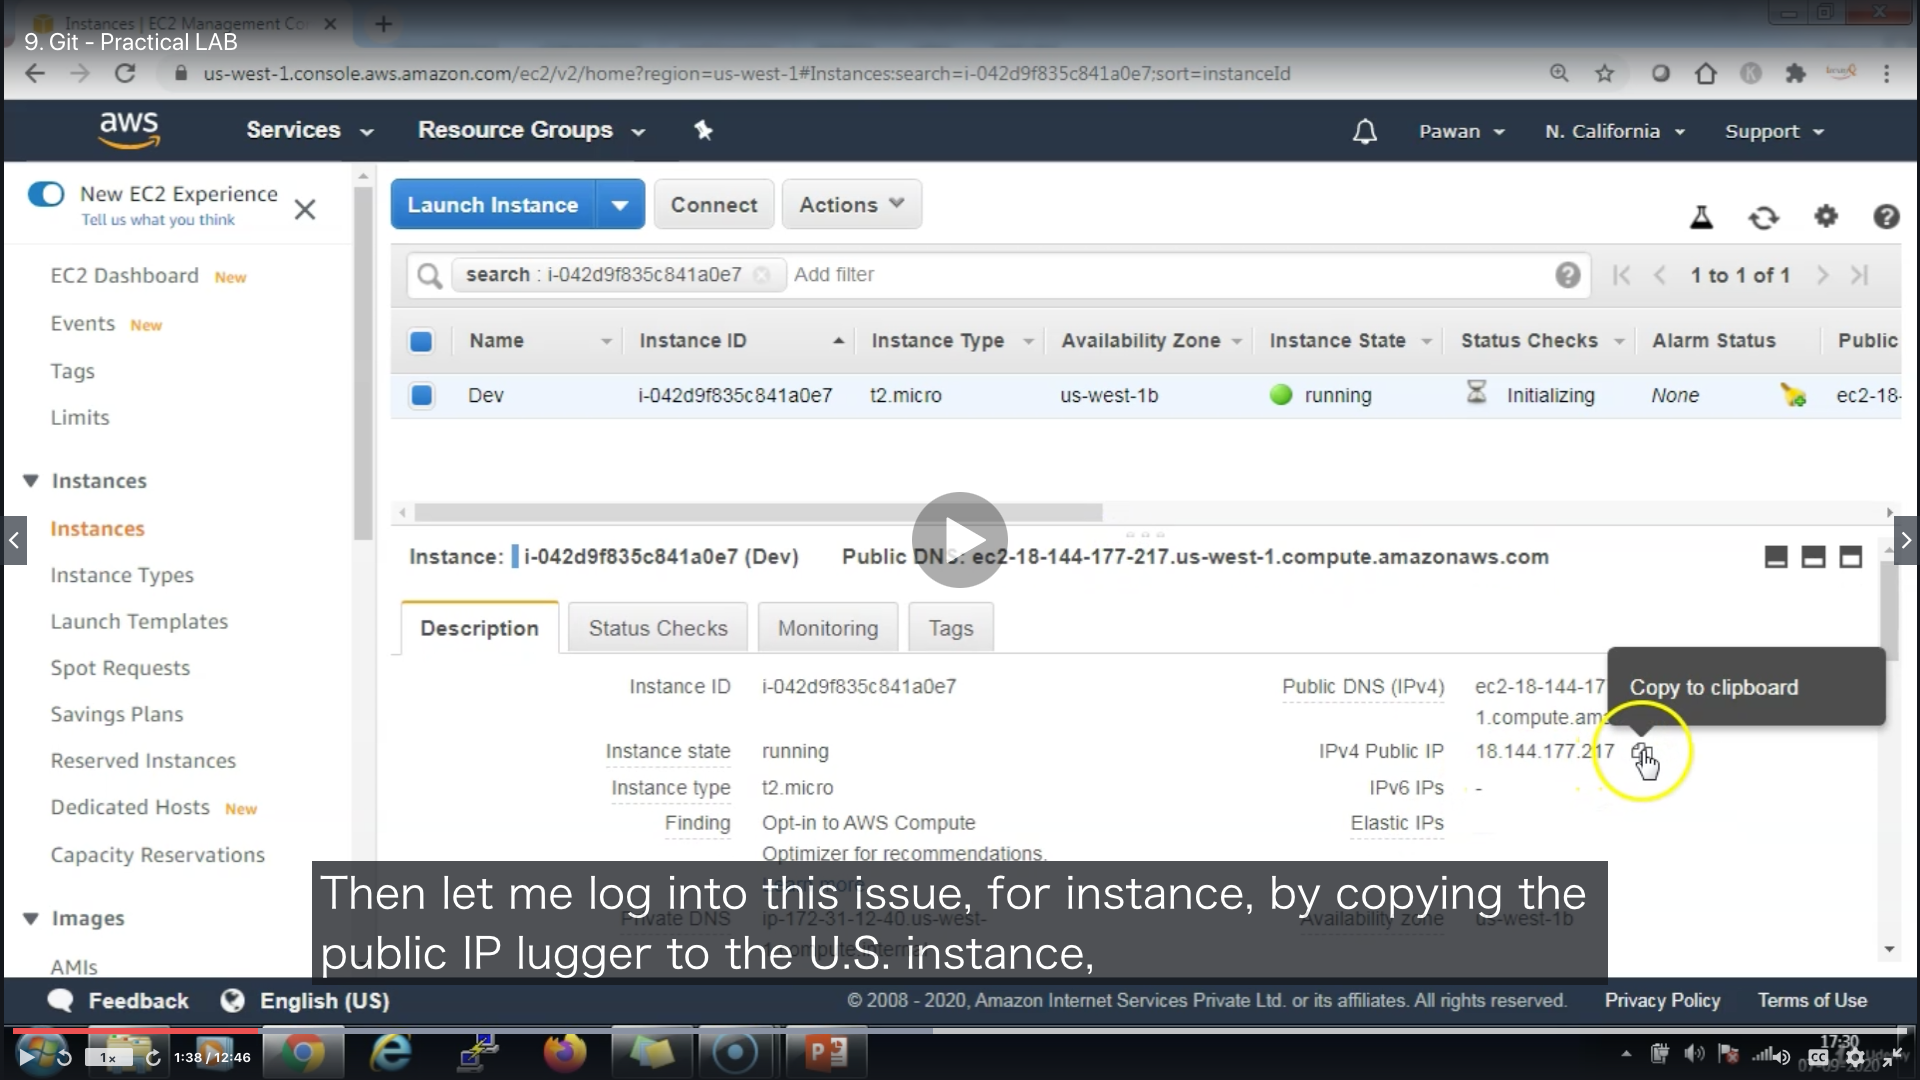 Instances | EC2 Management Co
9. Git - Practical LAB
us-west-1.console.aws.amazon.com/ec2/v2/home?region=us-west-1#Instances:search=i-042d9f835c841a0e7;sort=instanceId
aws
Services
Resource Groups
Pawan
N. California
Support
New EC2 Experience
Tell us what you think
EC2 Dashboard New
Events New
Tags
Limits
Instances
Instances
Instance Types
Launch Templates
Spot Requests
Savings Plans
Reserved Instances
Dedicated Hosts New
Capacity Reservations
Images
AMIs
Launch Instance
Connect
Actions
search : i-042d9f835c841a0e7
Add filter
1 to 1 of 1
Name Instance ID Instance Type Availability Zone Instance State Status Checks Alarm Status Public
Dev i-042d9f835c841a0e7 t2.micro us-west-1b running Initializing None ec2-18-
Instance: i-042d9f835c841a0e7 (Dev) Public DNS: ec2-18-144-177-217.us-west-1.compute.amazonaws.com
Description
Status Checks
Monitoring
Tags
Instance ID i-042d9f835c841a0e7
Instance state running
Instance type t2.micro
Finding Opt-in to AWS Compute
Optimizer for recommendations.
Private DNS ip-172-31-12-40.us-west-
Public DNS (IPv4) ec2-18-144-17
1.compute.ama
IPv4 Public IP 18.144.177.217
IPv6 IPs -
Elastic IPs
Availability zone us-west-1b
Copy to clipboard
Then let me log into this issue, for instance, by copying the
public IP lugger to the U.S. instance,
Feedback
English (US)
© 2008 - 2020, Amazon Internet Services Private Ltd. or its affiliates. All rights reserved.
Privacy Policy
Terms of Use
1x
1:38 / 12:46
17:30
CC